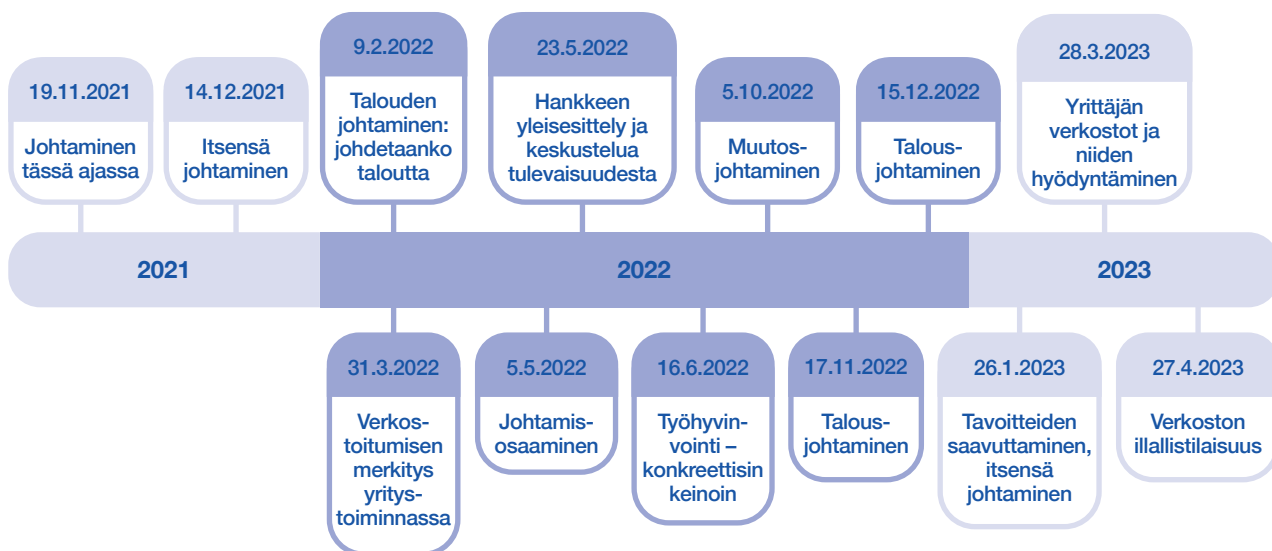 19.11.2021
Johtaminen
tässä ajassa
14.12.2021
Itsensä
johtaminen
9.2.2022
Talouden
johtaminen:
johdetaanko
taloutta
23.5.2022
Hankkeen
yleisesittely ja
keskustelua
tulevaisuudesta
5.10.2022
Muutos-
johtaminen
15.12.2022
Talous-
johtaminen
28.3.2023
Yrittäjän
verkostot ja
niiden
hyödyntäminen
2021
2022
2023
31.3.2022
Verkos-
toitumisen
merkitys
yritys-
toiminnassa
5.5.2022
Johtamis-
osaaminen
16.6.2022
Työhyvin-
vointi –
konkreettisin
keinoin
17.11.2022
Talous-
johtaminen
26.1.2023
Tavoitteiden
saavuttaminen,
itsensä
johtaminen
27.4.2023
Verkoston
illallistilaisuus